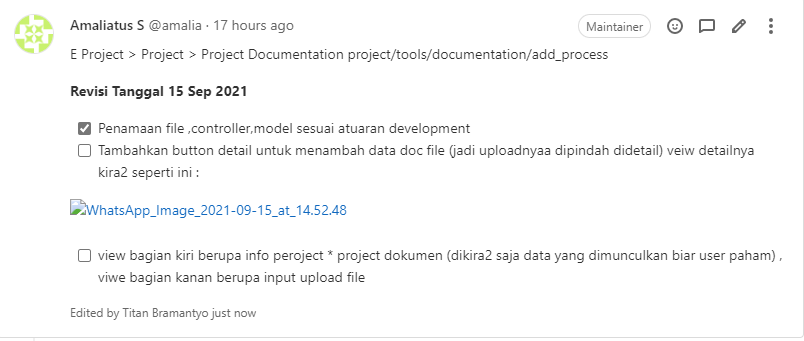 Amaliatus S @amalia · 17 hours ago
Maintainer
E Project > Project > Project Documentation project/tools/documentation/add_process
Revisi Tanggal 15 Sep 2021
Penamaan file ,controller,model sesuai atuaran development
Tambahkan button detail untuk menambah data doc file (jadi uploadnyaa dipindah didetail) veiw detailnya
kira2 seperti ini :
WhatsApp_Image_2021-09-15_at_14.52.48
view bagian kiri berupa info peroject * project dokumen (dikira2 saja data yang dimunculkan biar user paham) ,
viwe bagian kanan berupa input upload file
Edited by Titan Bramantyo just now